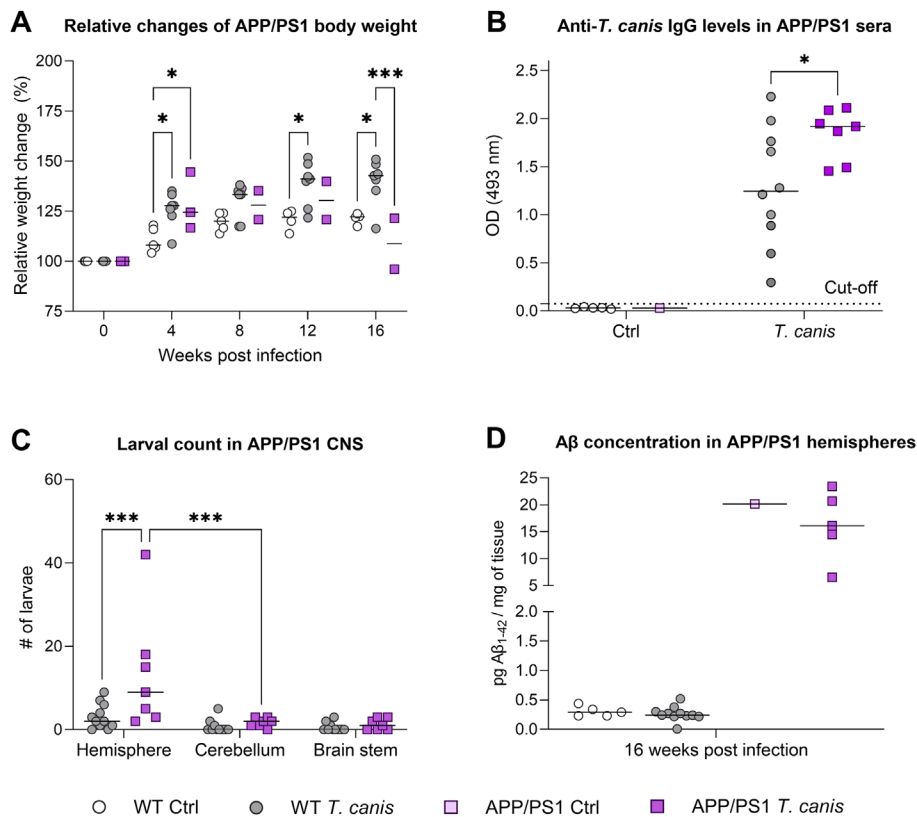 A Relative changes of APP/PS1 body weight
200
175
150
125
100
75
Relative weight change (%)
* * * * ***
0 4 8 12 16
Weeks post infection
B Anti-T. canis IgG levels in APP/PS1 sera
2.5
2.0
1.5
1.0
0.5
0.0
OD (493 nm)
*
Cut-off
Ctrl T. canis
C Larval count in APP/PS1 CNS
60
40
20
0
# of larvae
*** ***
Hemisphere Cerebellum Brain stem
D Aβ concentration in APP/PS1 hemispheres
25
20
15
10
5
2.0
1.5
1.0
0.5
0.0
pg Aβ1-42 / mg of tissue
16 weeks post infection
WT Ctrl WT T. canis APP/PS1 Ctrl APP/PS1 T. canis